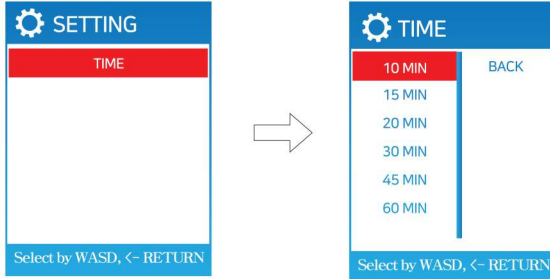 SETTING
TIME
Select by WASD, <- RETURN
TIME
10 MIN BACK
15 MIN
20 MIN
30 MIN
45 MIN
60 MIN
Select by WASD, <- RETURN